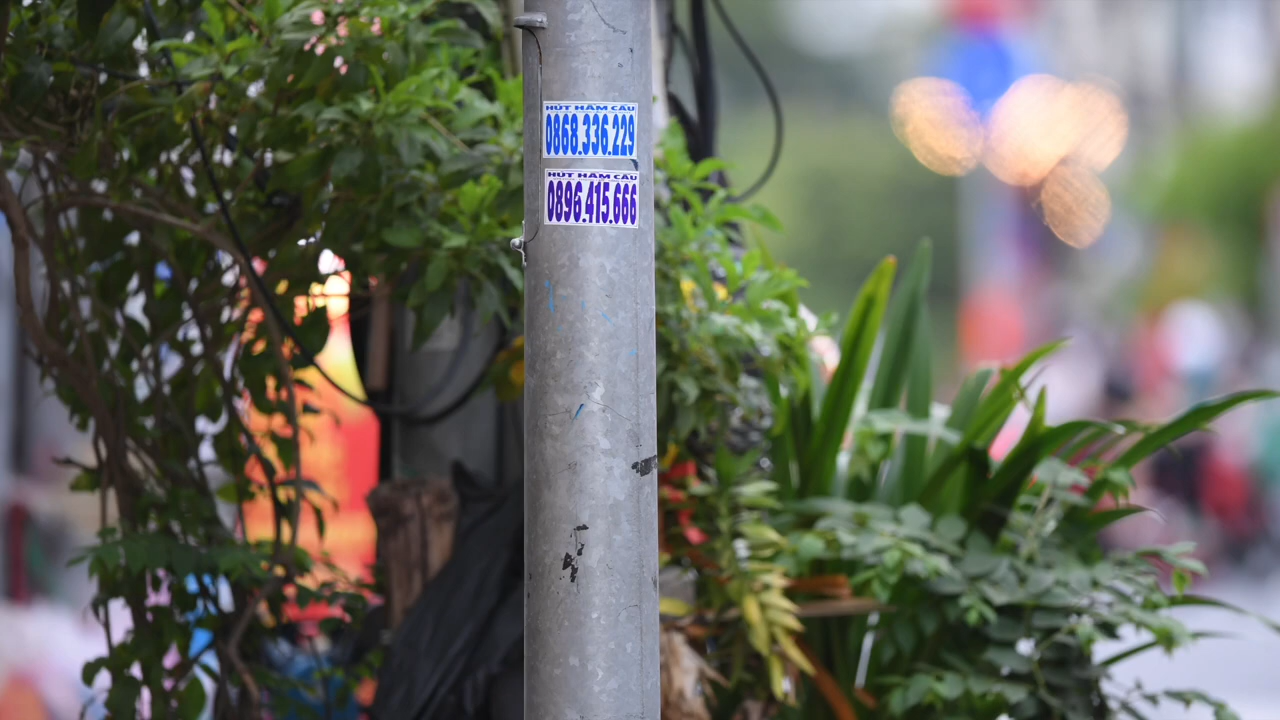 HÚT HẦM CẦU
0868.336.229
HÚT HẦM CẦU
0896.415.666